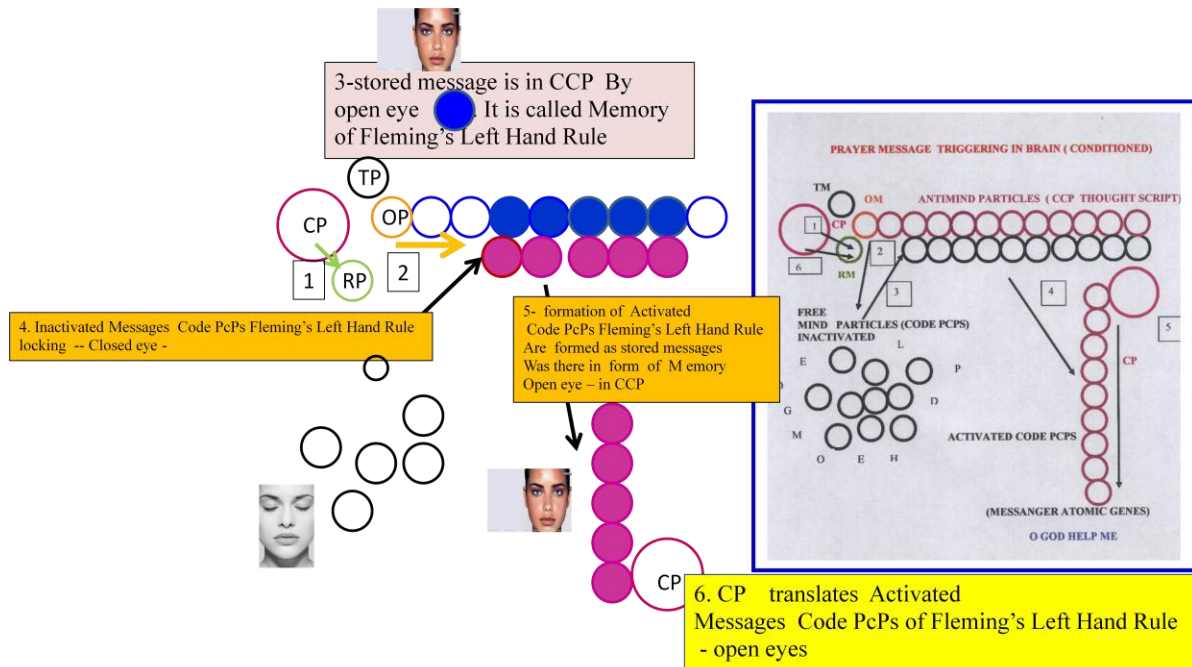 3-stored message is in CCP By
open eye . It is called Memory
of Fleming's Left Hand Rule
TP
CP
OP
1
RP
2
4. Inactivated Messages Code PcPs Fleming's Left Hand Rule
locking -- Closed eye -
5- formation of Activated
Code PcPs Fleming's Left Hand Rule
Are formed as stored messages
Was there in form of M emory
Open eye – in CCP
CP
6. CP translates Activated
Messages Code PcPs of Fleming's Left Hand Rule
- open eyes
PRAYER MESSAGE TRIGGERING IN BRAIN ( CONDITIONED)
TM
OM
ANTIMIND PARTICLES ( CCP THOUGHT SCRIPT)
1
CP
6
RM
2
3
4
5
FREE
MIND PARTICLES (CODE PCPS)
INACTIVATED
L
E
P
G
D
M
O
E
H
CP
ACTIVATED CODE PCPS
(MESSANGER ATOMIC GENES)
O GOD HELP ME